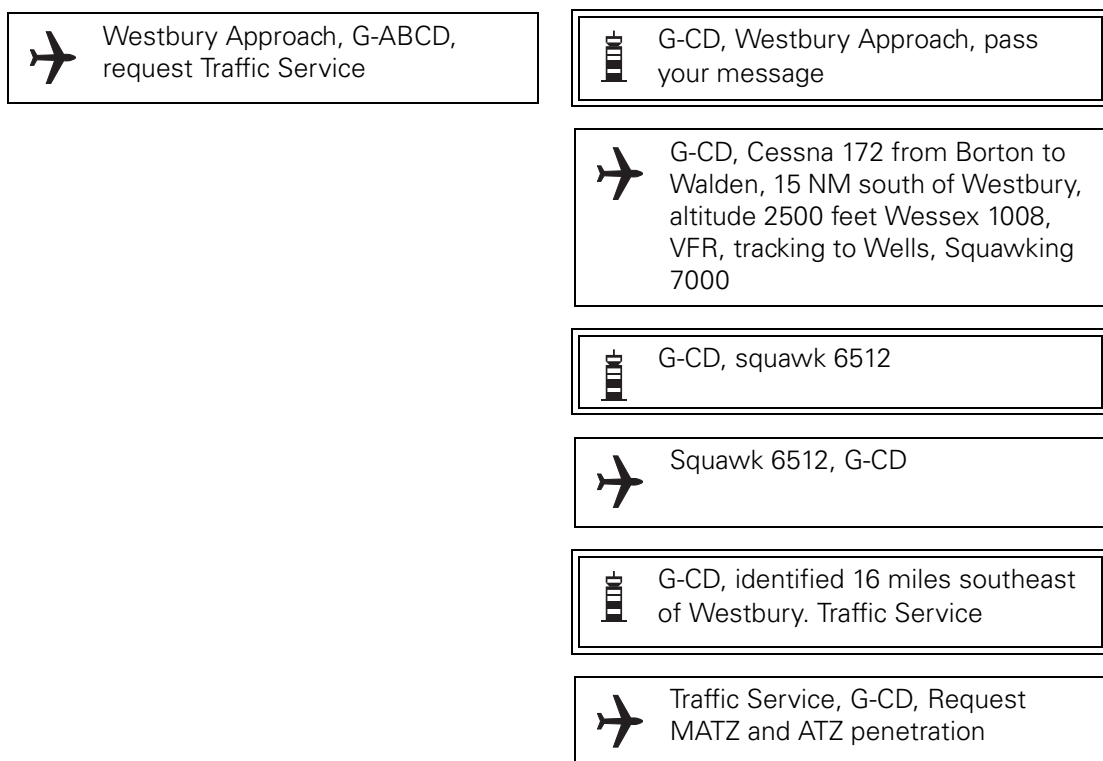 Westbury Approach, G-ABCD,
request Traffic Service
G-CD, Westbury Approach, pass
your message
G-CD, Cessna 172 from Borton to
Walden, 15 NM south of Westbury,
altitude 2500 feet Wessex 1008,
VFR, tracking to Wells, Squawking
7000
G-CD, squawk 6512
Squawk 6512, G-CD
G-CD, identified 16 miles southeast
of Westbury. Traffic Service
Traffic Service, G-CD, Request
MATZ and ATZ penetration